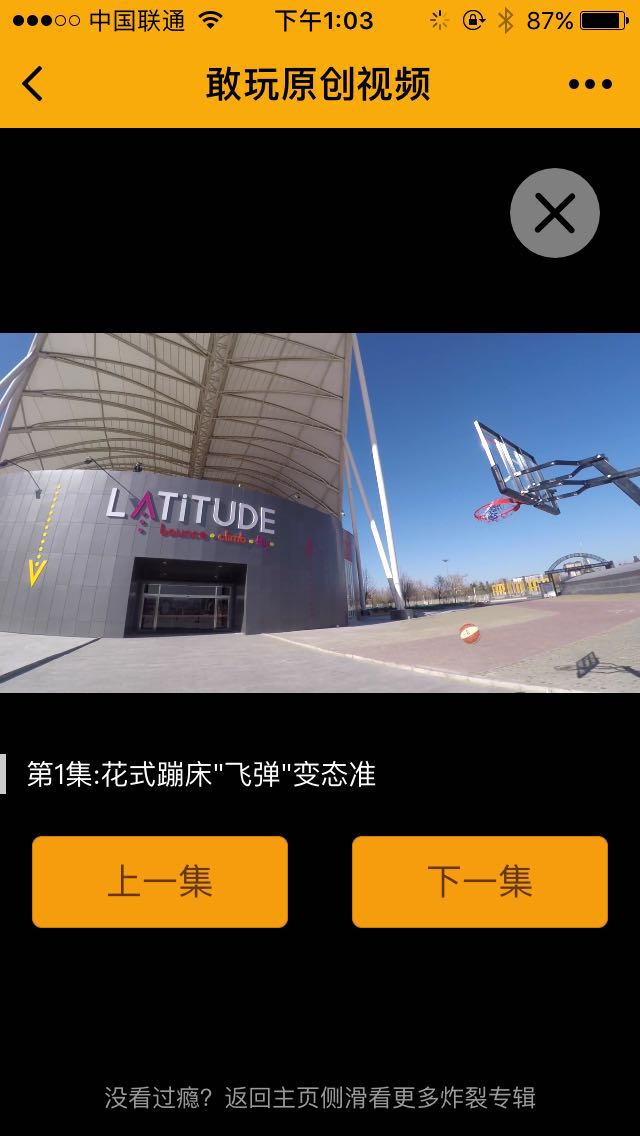 中国联通 下午1:03 87%
敢玩原创视频
LATiTUDE
bounce • climb • fly
第1集:花式蹦床"飞弹"变态准
上一集 下一集
没看过瘾？返回主页侧滑看更多炸裂专辑